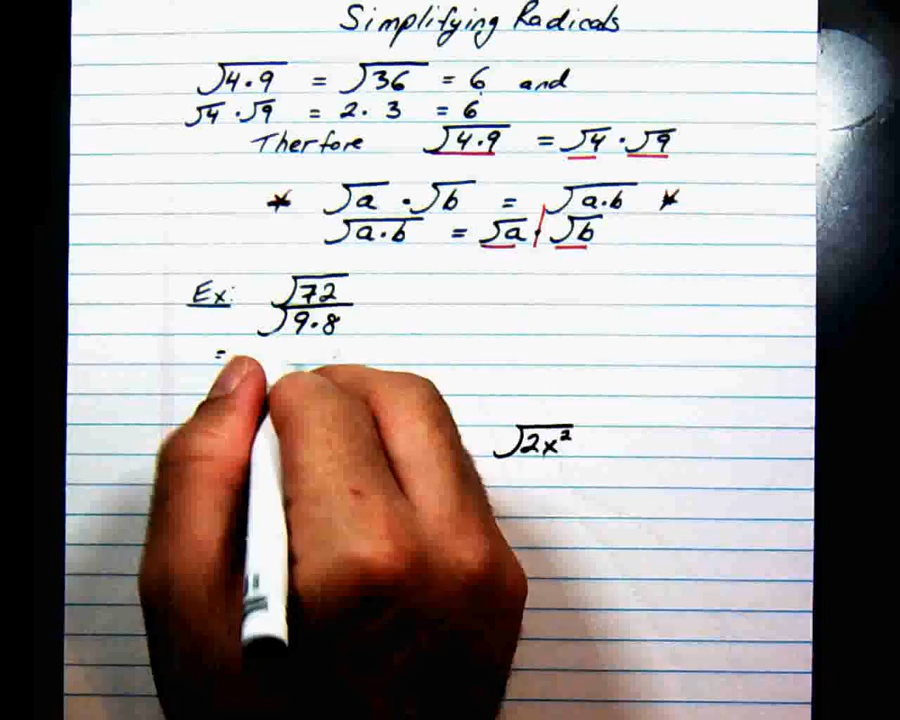 Simplifying Radicals
√4·9 = √36 = 6 and
√4 · √9 = 2 · 3 = 6
Therfore √4·9 = √4 · √9
* √a · √b = √a·b *
√a·b = √a · √b
Ex: √72
√9·8
=
√2x²